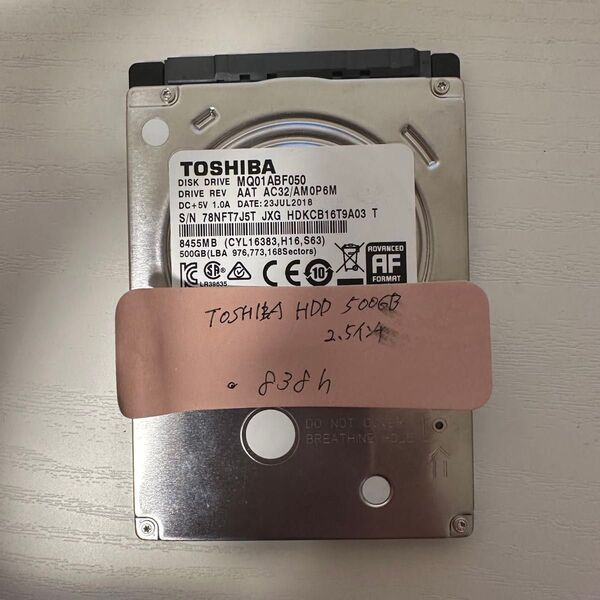 TOSHIBA
DISK DRIVE MQ01ABF050
DRIVE REV AAT AC32/AM0P6M
DC+5V 1.0A DATE:23JUL2018
S/N 78NFT7J5T JXG HDKCB16T9A03 T
8455MB (CYL16383,H16,S63)
500GB(LBA 976,773,168Sectors)
LR39535
10
ADVANCED
AF
FORMAT
TOSHIBA HDD 500GB
2.5インチ
・838h
DO NOT COVER
BREATHING HOLE